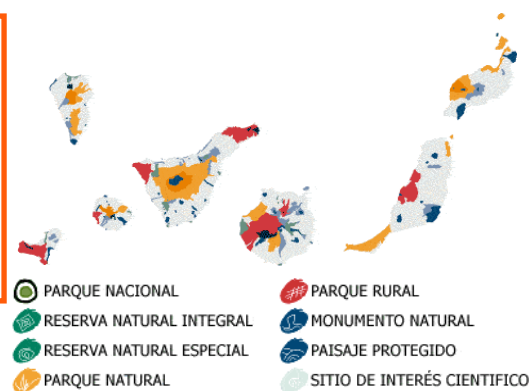 PARQUE NACIONAL
RESERVA NATURAL INTEGRAL
RESERVA NATURAL ESPECIAL
PARQUE NATURAL
PARQUE RURAL
MONUMENTO NATURAL
PAISAJE PROTEGIDO
SITIO DE INTERÉS CIENTIFICO